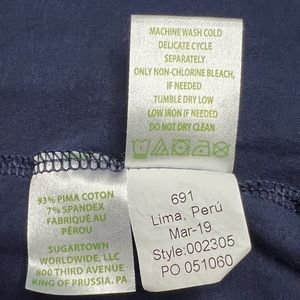 MACHINE WASH COLD
DELICATE CYCLE
SEPARATELY
ONLY NON-CHLORINE BLEACH,
IF NEEDED
TUMBLE DRY LOW
LOW IRON IF NEEDED
DO NOT DRY CLEAN
93% PIMA COTON
7% SPANDEX
FABRIQUÉ AU
PÉROU
SUGARTOWN
WORLDWIDE, LLC
800 THIRD AVENUE
KING OF PRUSSIA, PA
691
Lima, Perú
Mar-19
Style:002305
PO 051060